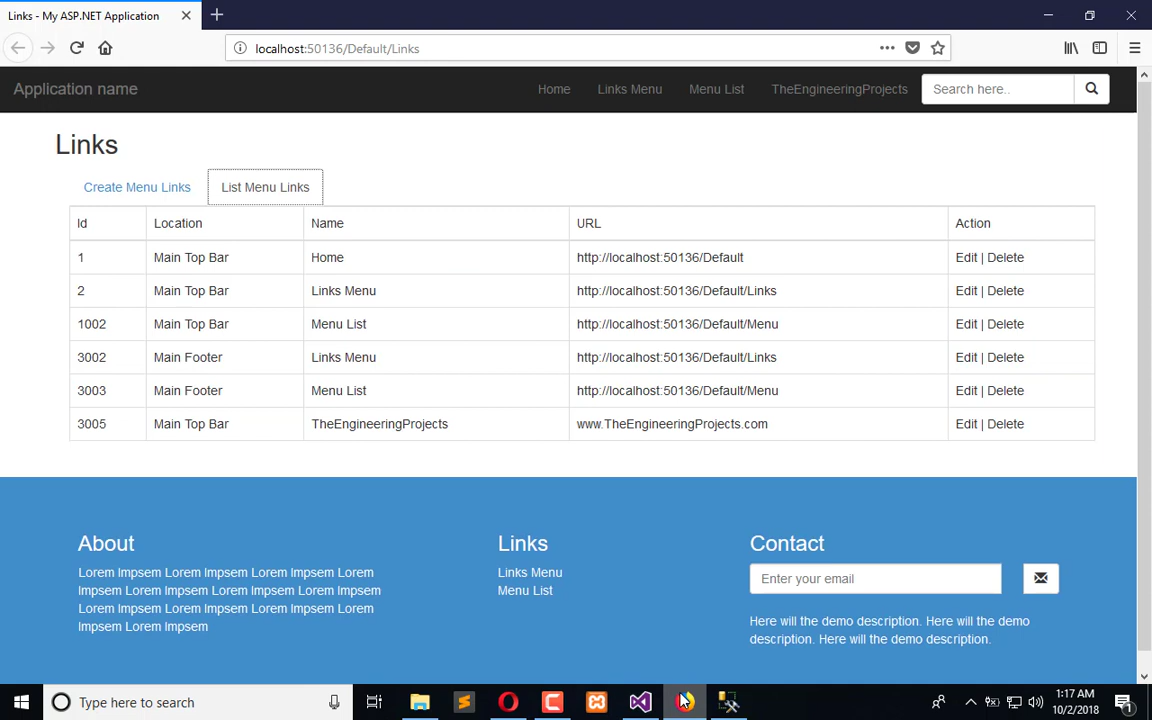 Links - My ASP.NET Application
localhost:50136/Default/Links
Application name Home Links Menu Menu List TheEngineeringProjects Search here..
Links
Create Menu Links List Menu Links
Id Location Name URL Action
1 Main Top Bar Home http://localhost:50136/Default Edit | Delete
2 Main Top Bar Links Menu http://localhost:50136/Default/Links Edit | Delete
1002 Main Top Bar Menu List http://localhost:50136/Default/Menu Edit | Delete
3002 Main Footer Links Menu http://localhost:50136/Default/Links Edit | Delete
3003 Main Footer Menu List http://localhost:50136/Default/Menu Edit | Delete
3005 Main Top Bar TheEngineeringProjects www.TheEngineeringProjects.com Edit | Delete
About
Lorem Impsem Lorem Impsem Lorem Impsem Lorem
Impsem Lorem Impsem Lorem Impsem Lorem Impsem
Lorem Impsem Lorem Impsem Lorem Impsem Lorem
Impsem Lorem Impsem
Links
Links Menu
Menu List
Contact
Enter your email
Here will the demo description. Here will the demo
description. Here will the demo description.
Type here to search
1:17 AM
10/2/2018
1